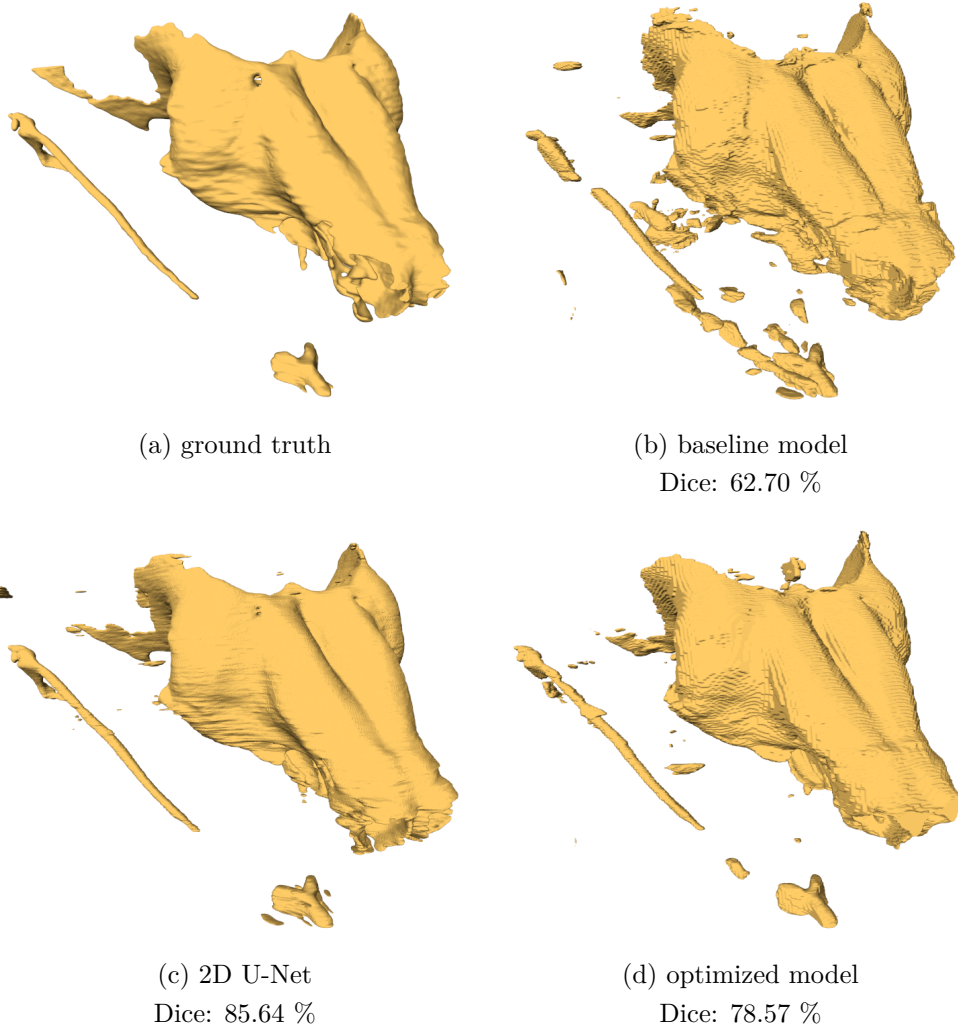 (a) ground truth
(b) baseline model
Dice: 62.70 %
(c) 2D U-Net
Dice: 85.64 %
(d) optimized model
Dice: 78.57 %